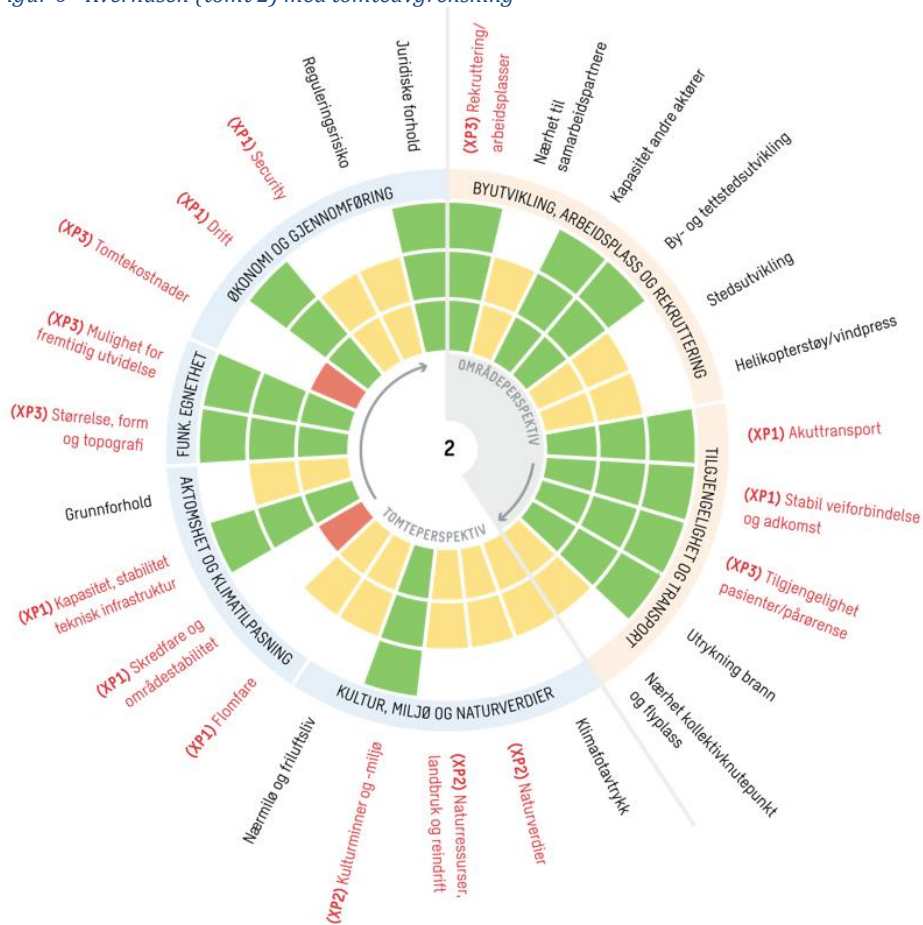 (XP3) Rekruttering/
arbeidsplasser
Nærhet til
samarbeidspartnere
Kapasitet andre aktører
By- og tettstedsutvikling
Stedsutvikling
Helikopterstøy/vindpress
(XP1) Akuttransport
(XP1) Stabil veiforbindelse
og adkomst
(XP3) Tilgjengelighet
pasienter/pårørense
Utrykning brann
Nærhet kollektivknutepunkt
og flyplass
Klimafotavtrykk
(XP2) Naturverdier
(XP2) Naturressurser,
landbruk og reindrift
(XP2) Kulturminner og -miljø
Nærmilø og friluftsliv
(XP1) Flomfare
(XP1) Skredfare og
områdestabilitet
(XP1) Kapasitet, stabilitet
teknisk infrastruktur
Grunnforhold
(XP3) Størrelse, form
og topografi
(XP3) Mulighet for
fremtidig utvidelse
(XP3) Tomtekostnader
(XP1) Drift
(XP1) Security
Reguleringsrisiko
Juridiske forhold
BYUTVIKLING, ARBEIDSPLASS OG REKRUTTERING
TILGJENGELIGHET OG TRANSPORT
KULTUR, MILJØ OG NATURVERDIER
AKTOMSHET OG KLIMATILPASNING
FUNK. EGNETHET
ØKONOMI OG GJENNOMFØRING
OMRÅDEPERSPEKTIV
TOMTEPERSPEKTIV
2